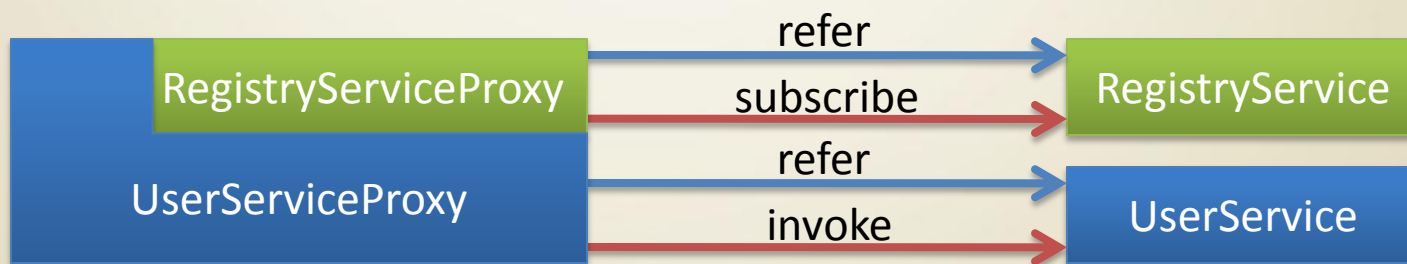 refer
RegistryServiceProxy
RegistryService
subscribe
refer
UserServiceProxy
UserService
invoke